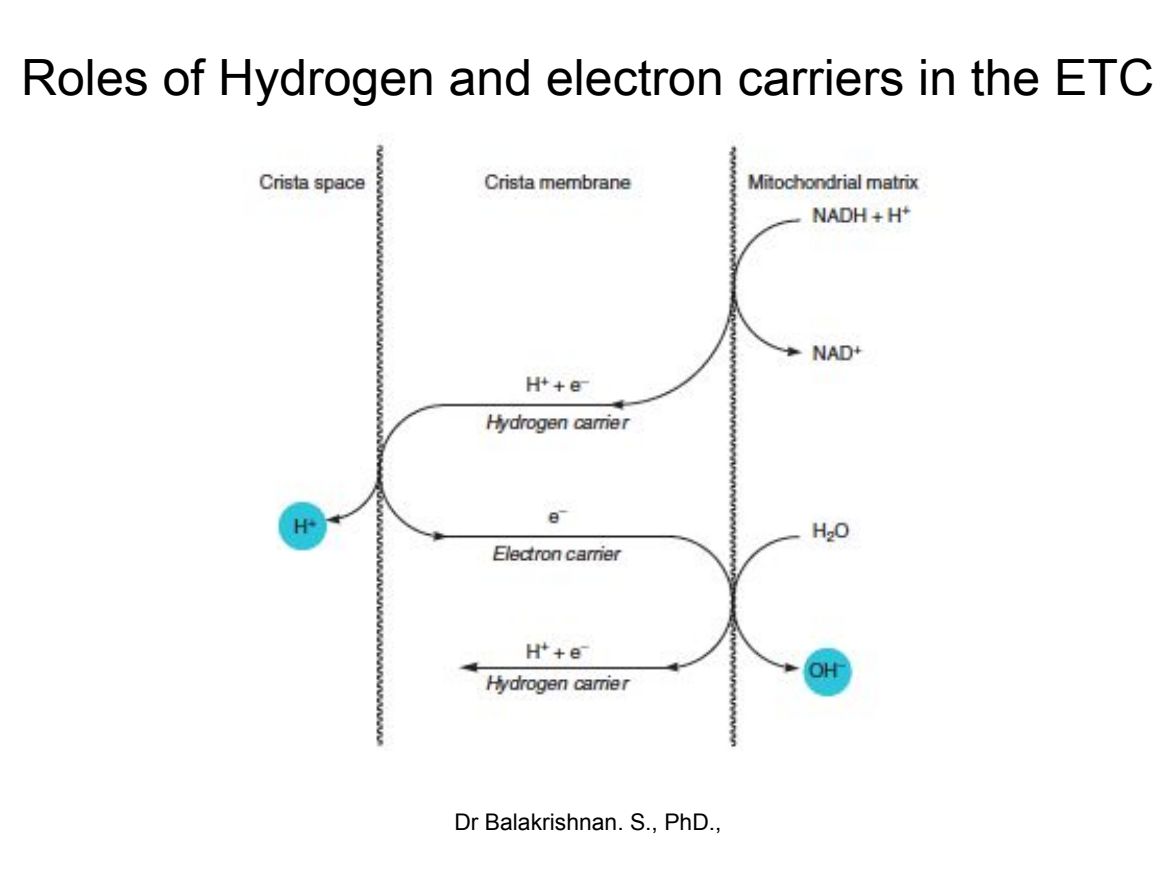 Roles of Hydrogen and electron carriers in the ETC
Crista space
Crista membrane
Mitochondrial matrix
NADH + H⁺
NAD⁺
H⁺ + e⁻
Hydrogen carrier
H⁺
e⁻
Electron carrier
H₂O
H⁺ + e⁻
Hydrogen carrier
OH⁻
Dr Balakrishnan. S., PhD.,